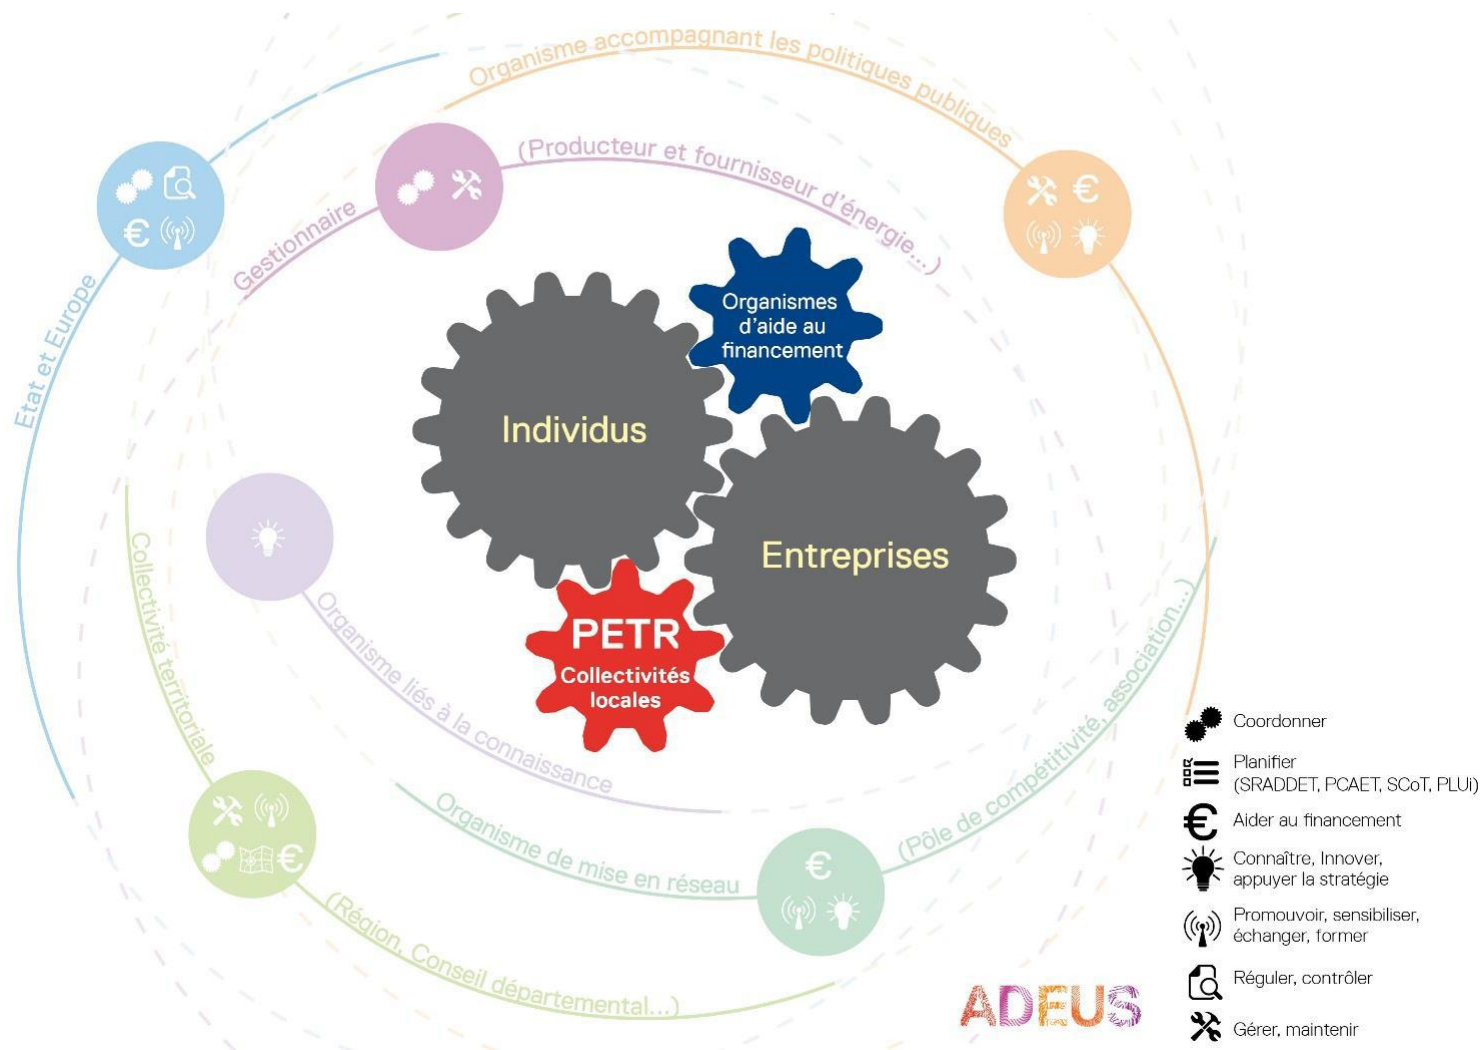 Organisme accompagnant les politiques publiques
(Producteur et fournisseur d'énergie...)
Gestionnaire
Etat et Europe
Organismes
d'aide au
financement
Individus
Entreprises
PETR
Collectivités
locales
Collectivité territoriale
(Région, Conseil départemental...)
Organisme liés à la connaissance
Organisme de mise en réseau
(Pôle de compétitivité, association...)
Coordonner
Planifier
(SRADDET, PCAET, SCoT, PLUi)
Aider au financement
Connaître, Innover,
appuyer la stratégie
Promouvoir, sensibiliser,
échanger, former
Réguler, contrôler
Gérer, maintenir
ADEUS